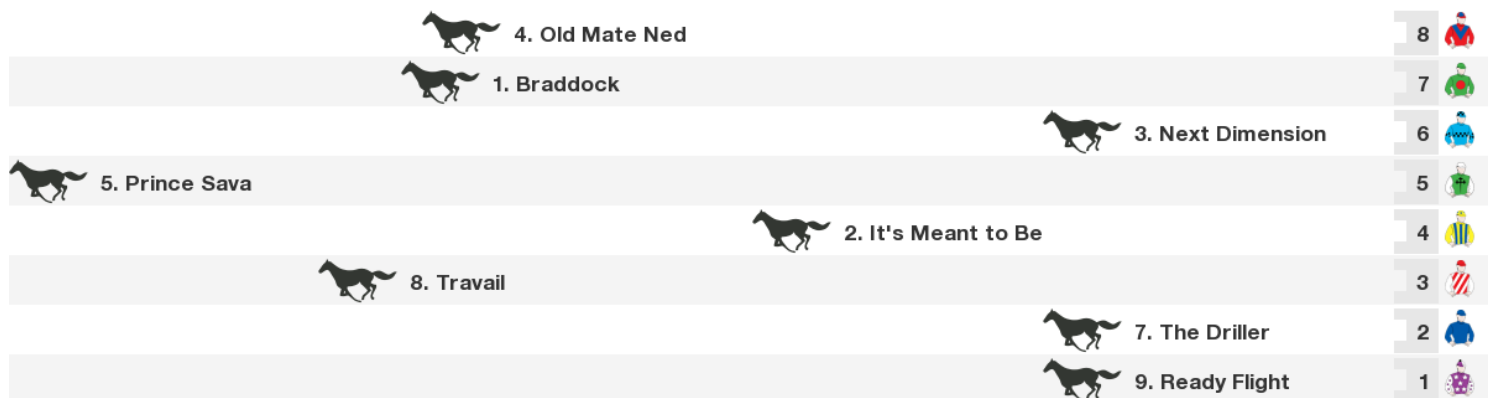 4. Old Mate Ned 8
1. Braddock 7
3. Next Dimension 6
5. Prince Sava 5
2. It's Meant to Be 4
8. Travail 3
7. The Driller 2
9. Ready Flight 1